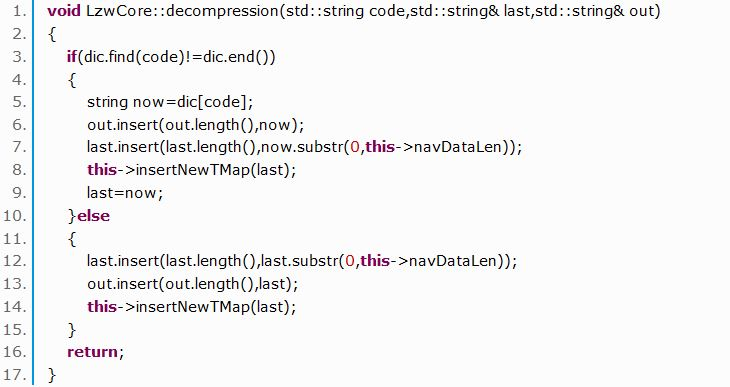 1. void LzwCore::decompression(std::string code,std::string& last,std::string& out)
2. {
3.     if(dic.find(code)!=dic.end())
4.     {
5.         string now=dic[code];
6.         out.insert(out.length(),now);
7.         last.insert(last.length(),now.substr(0,this->navDataLen));
8.         this->insertNewTMap(last);
9.         last=now;
10.     }else
11.     {
12.         last.insert(last.length(),last.substr(0,this->navDataLen));
13.         out.insert(out.length(),last);
14.         this->insertNewTMap(last);
15.     }
16.     return;
17. }